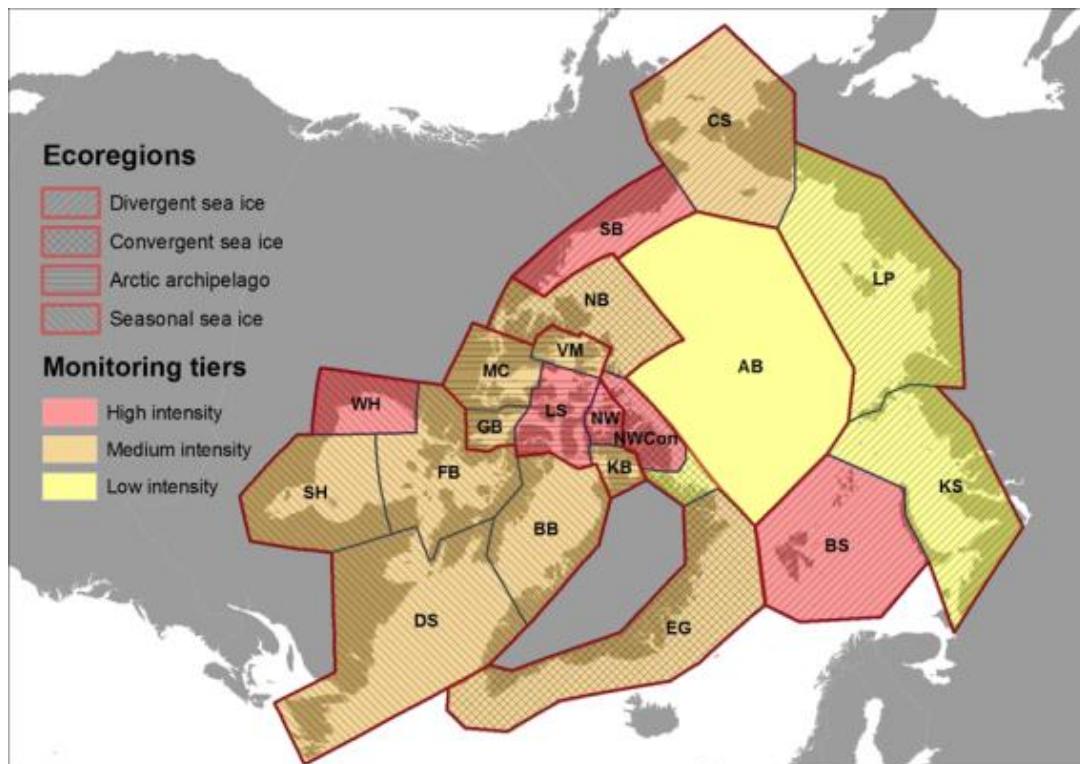 Ecoregions
Divergent sea ice
Convergent sea ice
Arctic archipelago
Seasonal sea ice
Monitoring tiers
High intensity
Medium intensity
Low intensity
CS
SB
LP
NB
VM
MC
AB
WH
LS
NW
GB
NWCon
FB
KB
SH
KS
BB
BS
DS
EG